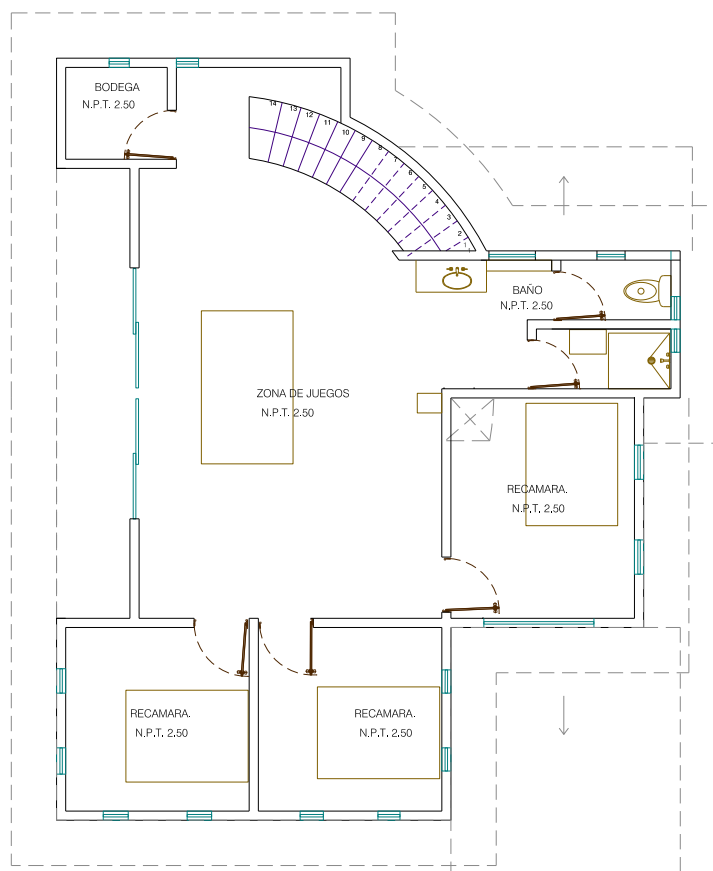 BODEGA
N.P.T. 2.50
14
13
12
11
10
9
8
7
6
5
4
3
2
1
BAÑO
N.P.T. 2.50
ZONA DE JUEGOS
N.P.T. 2.50
RECAMARA.
N.P.T. 2.50
RECAMARA.
N.P.T. 2.50
RECAMARA.
N.P.T. 2.50